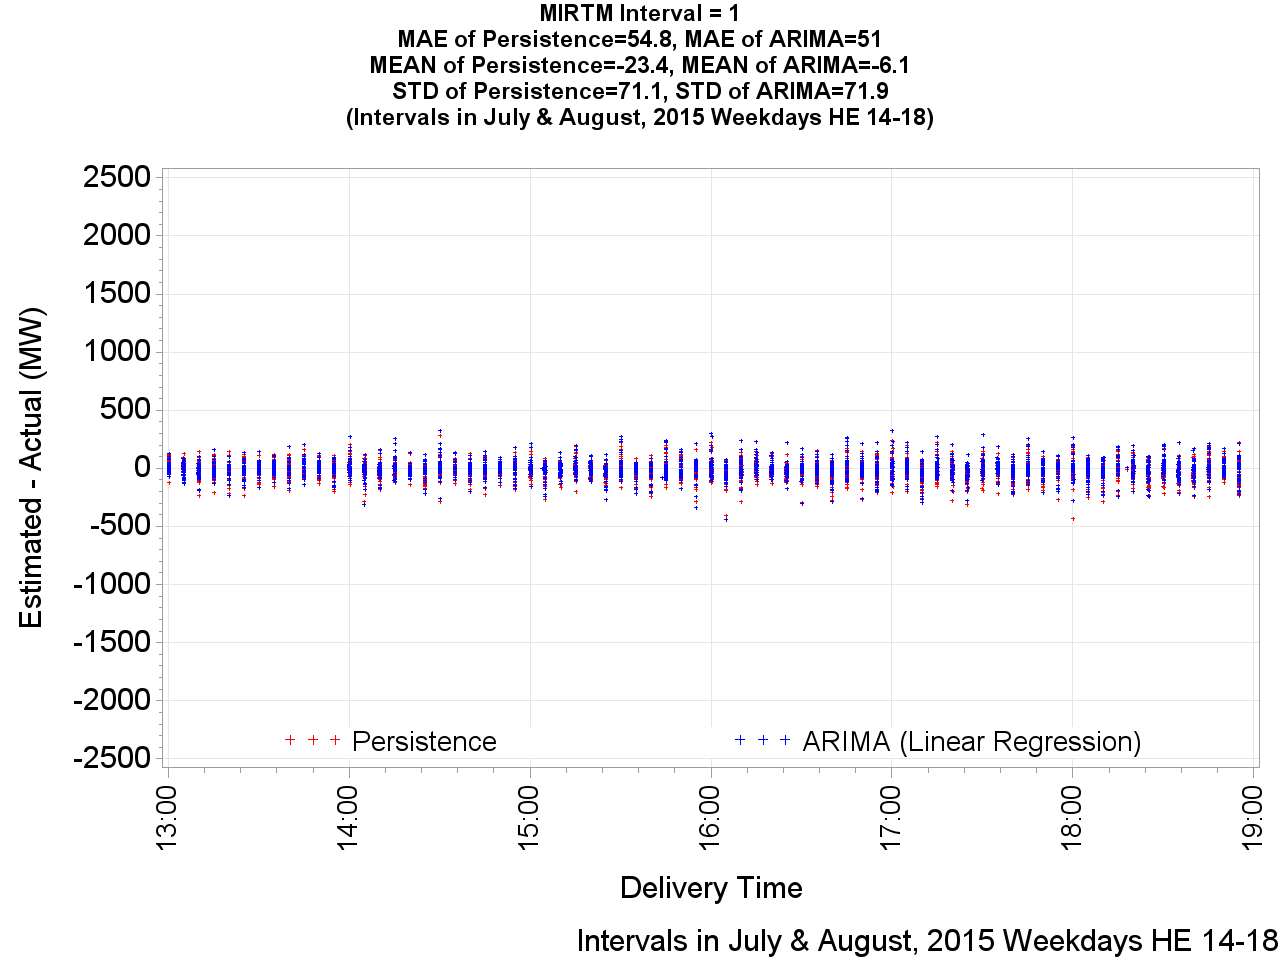 MIRTM Interval = 1
MAE of Persistence=54.8, MAE of ARIMA=51
MEAN of Persistence=-23.4, MEAN of ARIMA=-6.1
STD of Persistence=71.1, STD of ARIMA=71.9
(Intervals in July & August, 2015 Weekdays HE 14-18)
Estimated - Actual (MW)
2500
2000
1500
1000
500
0
-500
-1000
-1500
-2000
-2500
Persistence
ARIMA (Linear Regression)
13:00
14:00
15:00
16:00
17:00
18:00
19:00
Delivery Time
Intervals in July & August, 2015 Weekdays HE 14-18